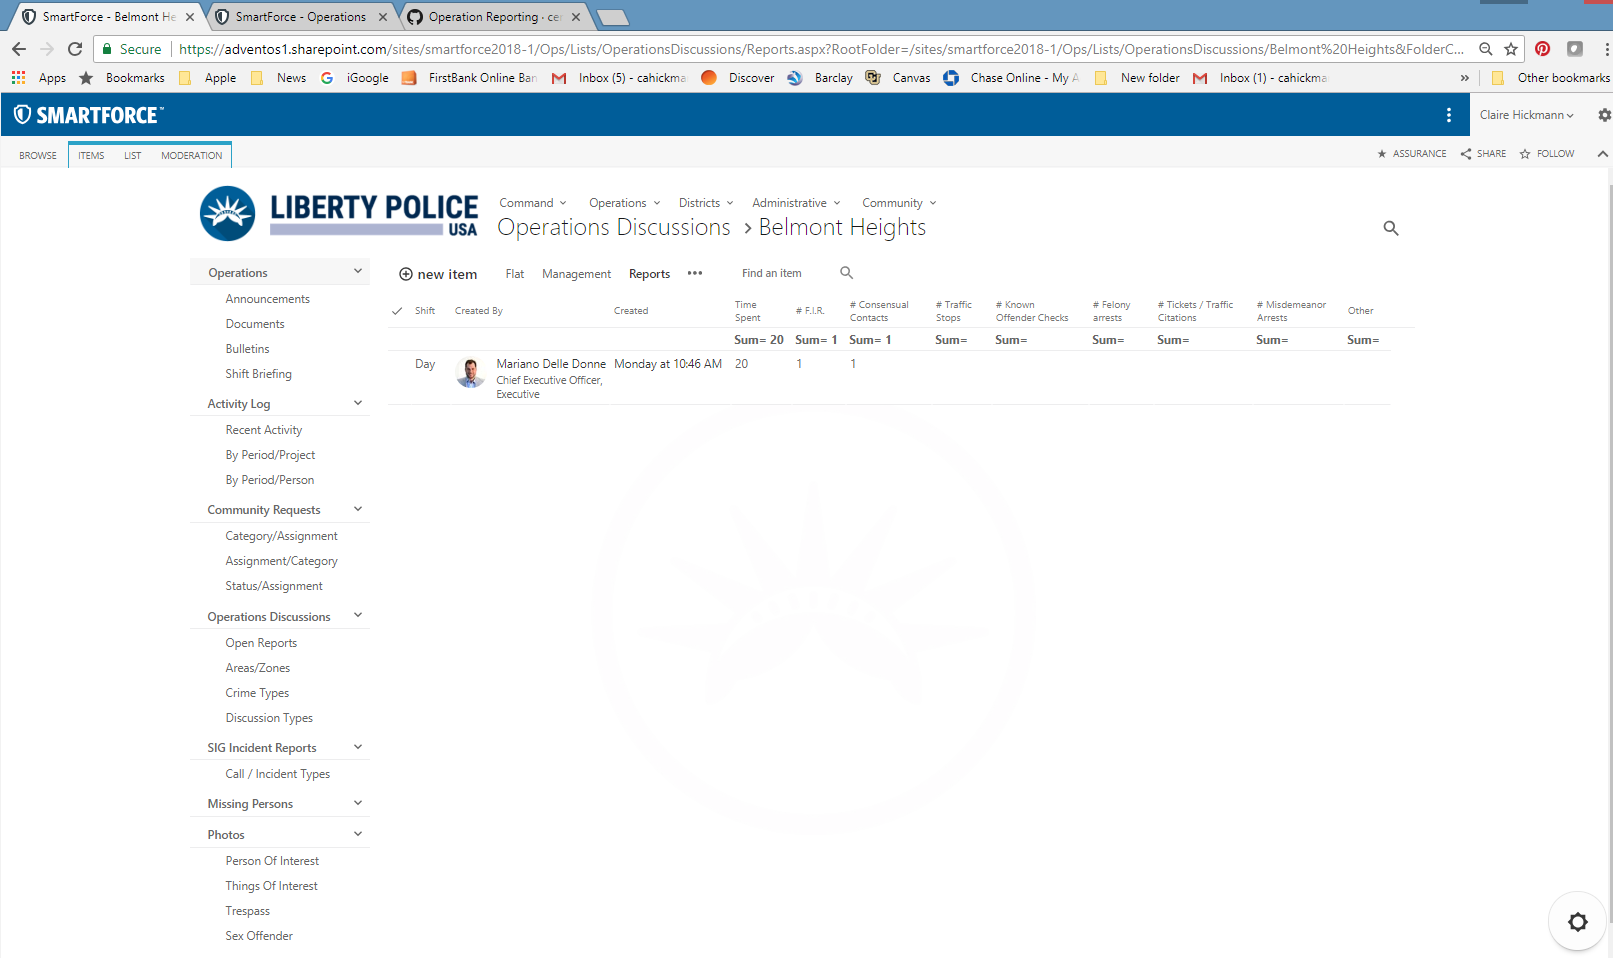 SmartForce - Belmont He
SmartForce - Operations
Operation Reporting · cer
Secure
https://adventos1.sharepoint.com/sites/smartforce2018-1/Ops/Lists/OperationsDiscussions/Reports.aspx?RootFolder=/sites/smartforce2018-1/Ops/Lists/OperationsDiscussions/Belmont%20Heights&FolderC...
Apps Bookmarks Apple News iGoogle FirstBank Online Ban Inbox (5) - cahickma Discover Barclay Canvas Chase Online - My A New folder Inbox (1) - cahickma » Other bookmarks
SMARTFORCE™
Claire Hickmann
BROWSE ITEMS LIST MODERATION
ASSURANCE SHARE FOLLOW
LIBERTY POLICE
USA
Command Operations Districts Administrative Community
Operations Discussions > Belmont Heights
new item Flat Management Reports ••• Find an item
Shift Created By Created Time Spent # F.I.R. # Consensual Contacts # Traffic Stops # Known Offender Checks # Felony arrests # Tickets / Traffic Citations # Misdemeanor Arrests Other
Sum= 20 Sum= 1 Sum= 1 Sum= Sum= Sum= Sum= Sum= Sum=
Day Mariano Delle Donne Monday at 10:46 AM 20 1 1
Chief Executive Officer,
Executive
Operations
Announcements
Documents
Bulletins
Shift Briefing
Activity Log
Recent Activity
By Period/Project
By Period/Person
Community Requests
Category/Assignment
Assignment/Category
Status/Assignment
Operations Discussions
Open Reports
Areas/Zones
Crime Types
Discussion Types
SIG Incident Reports
Call / Incident Types
Missing Persons
Photos
Person Of Interest
Things Of Interest
Trespass
Sex Offender